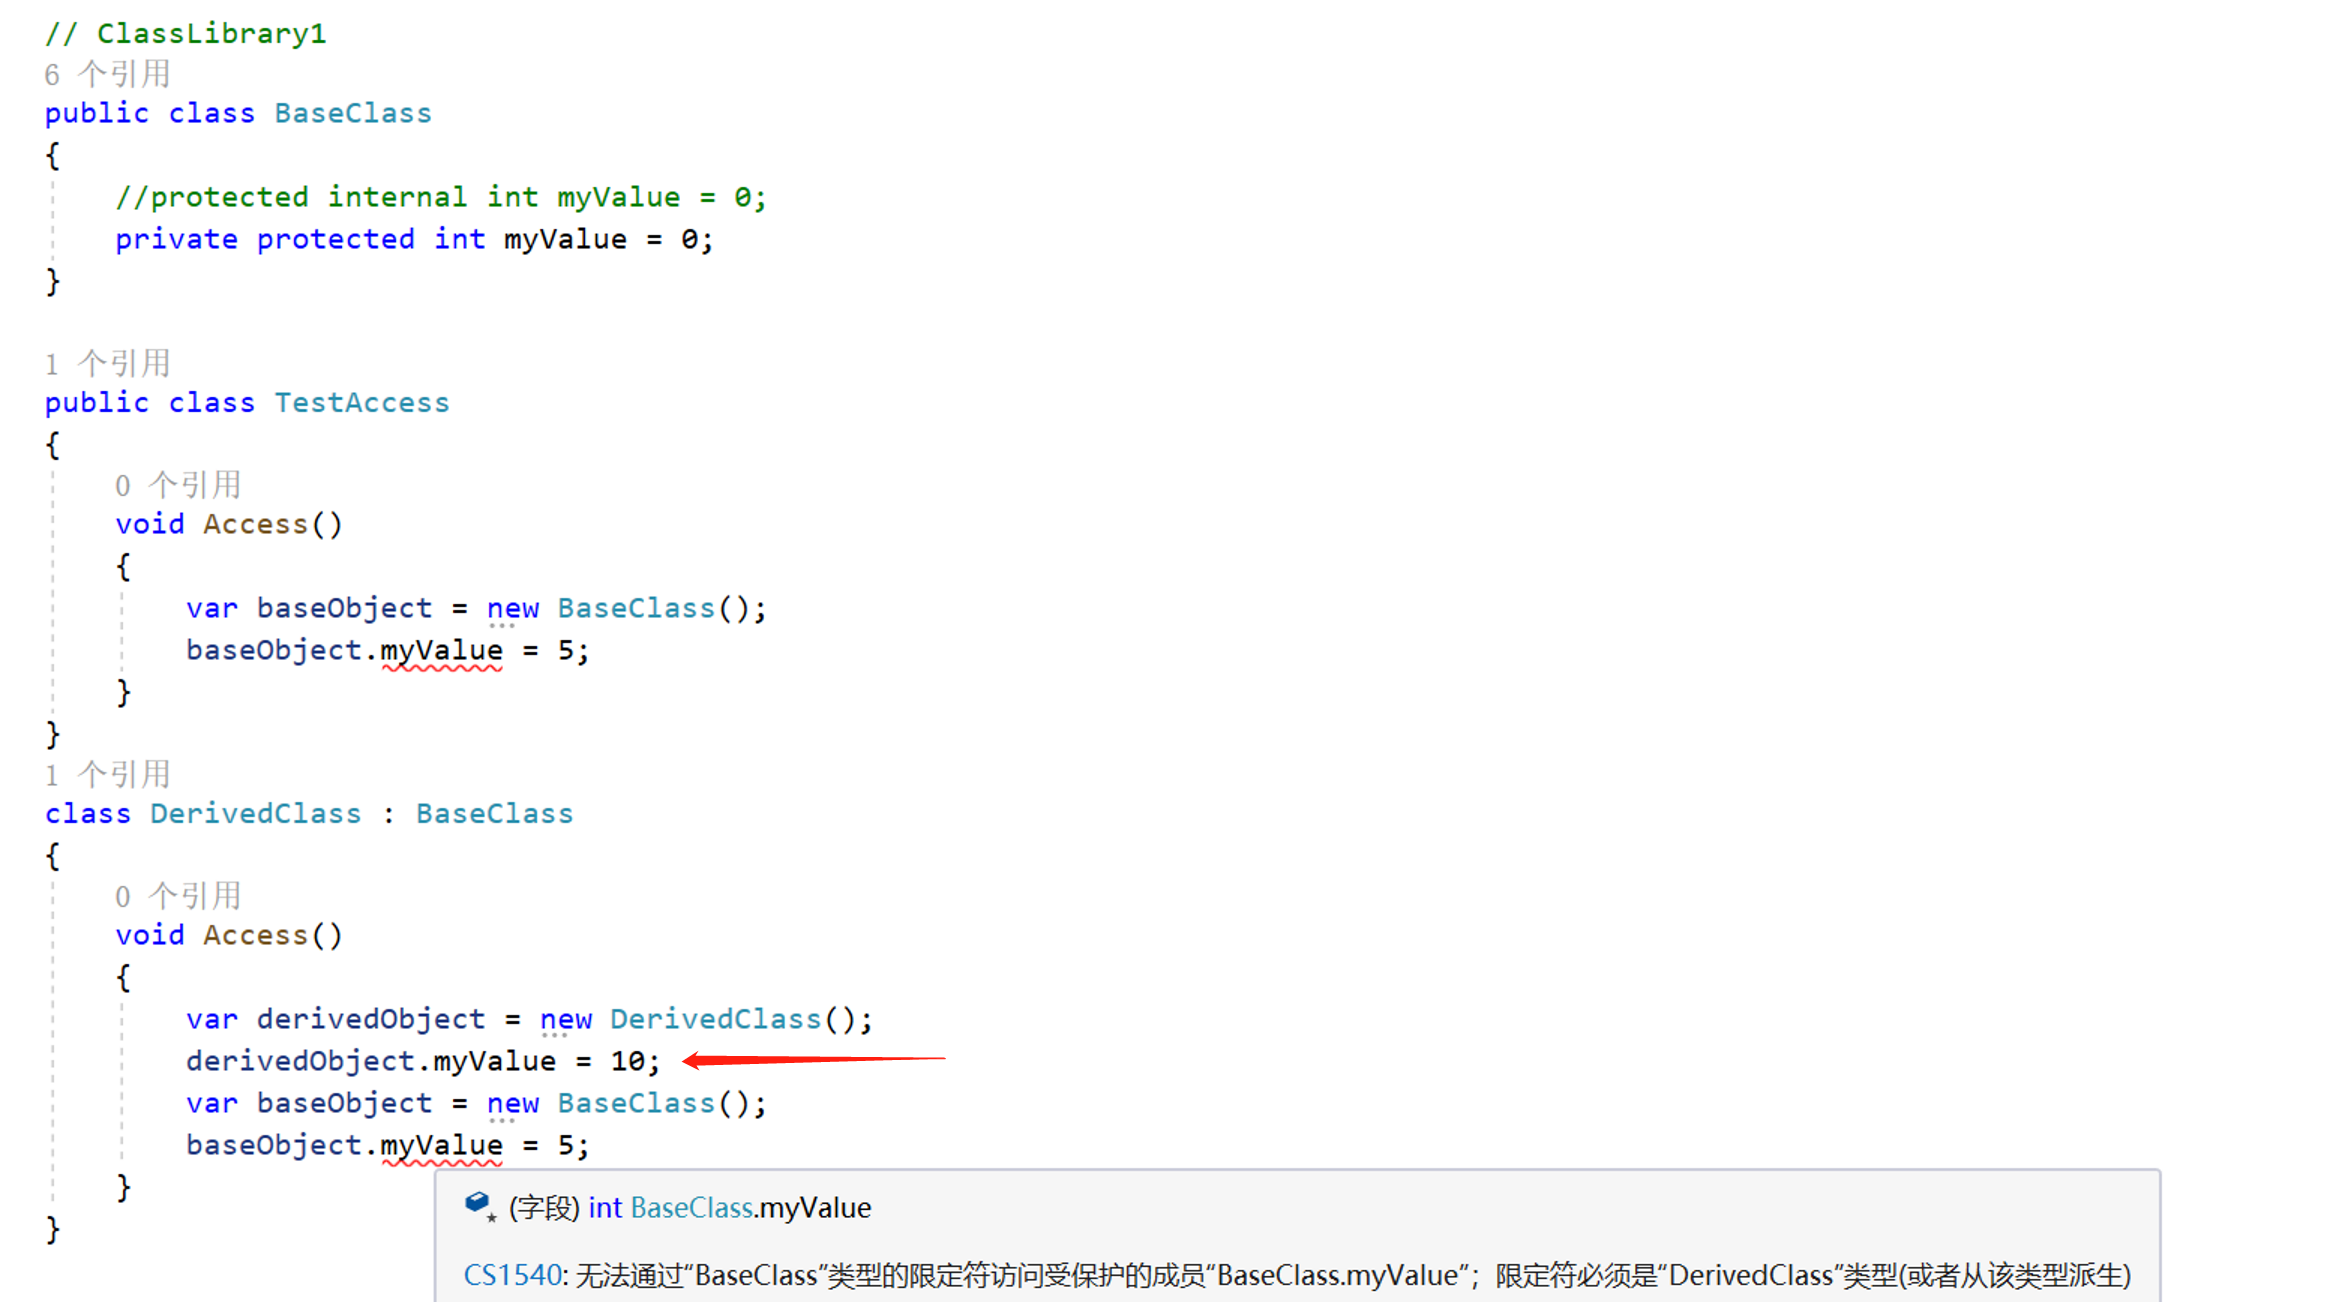 // ClassLibrary1
6 个引用
public class BaseClass
{
//protected internal int myValue = 0;
private protected int myValue = 0;
}
1 个引用
public class TestAccess
{
0 个引用
void Access()
{
var baseObject = new BaseClass();
baseObject.myValue = 5;
}
}
1 个引用
class DerivedClass : BaseClass
{
0 个引用
void Access()
{
var derivedObject = new DerivedClass();
derivedObject.myValue = 10;
var baseObject = new BaseClass();
baseObject.myValue = 5;
}
}
(字段) int BaseClass.myValue
CS1540: 无法通过“BaseClass”类型的限定符访问受保护的成员“BaseClass.myValue”；限定符必须是“DerivedClass”类型(或者从该类型派生)